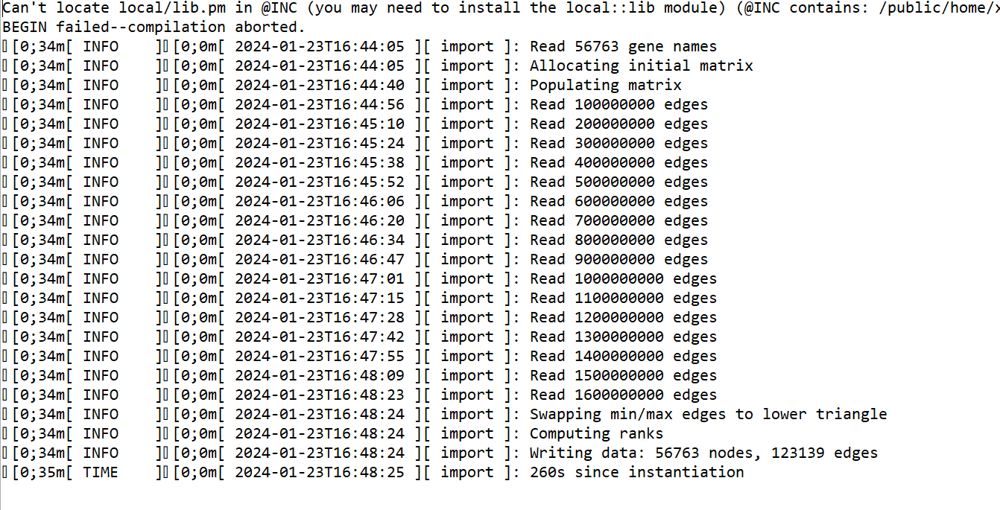 Can't locate local/lib.pm in @INC (you may need to install the local::lib module) (@INC contains: /public/home/
BEGIN failed--compilation aborted.
[0;34m[ INFO    ][0;0m[ 2024-01-23T16:44:05 ][ import ]: Read 56763 gene names
[0;34m[ INFO    ][0;0m[ 2024-01-23T16:44:05 ][ import ]: Allocating initial matrix
[0;34m[ INFO    ][0;0m[ 2024-01-23T16:44:40 ][ import ]: Populating matrix
[0;34m[ INFO    ][0;0m[ 2024-01-23T16:44:56 ][ import ]: Read 100000000 edges
[0;34m[ INFO    ][0;0m[ 2024-01-23T16:45:10 ][ import ]: Read 200000000 edges
[0;34m[ INFO    ][0;0m[ 2024-01-23T16:45:24 ][ import ]: Read 300000000 edges
[0;34m[ INFO    ][0;0m[ 2024-01-23T16:45:38 ][ import ]: Read 400000000 edges
[0;34m[ INFO    ][0;0m[ 2024-01-23T16:45:52 ][ import ]: Read 500000000 edges
[0;34m[ INFO    ][0;0m[ 2024-01-23T16:46:06 ][ import ]: Read 600000000 edges
[0;34m[ INFO    ][0;0m[ 2024-01-23T16:46:20 ][ import ]: Read 700000000 edges
[0;34m[ INFO    ][0;0m[ 2024-01-23T16:46:34 ][ import ]: Read 800000000 edges
[0;34m[ INFO    ][0;0m[ 2024-01-23T16:46:47 ][ import ]: Read 900000000 edges
[0;34m[ INFO    ][0;0m[ 2024-01-23T16:47:01 ][ import ]: Read 1000000000 edges
[0;34m[ INFO    ][0;0m[ 2024-01-23T16:47:15 ][ import ]: Read 1100000000 edges
[0;34m[ INFO    ][0;0m[ 2024-01-23T16:47:28 ][ import ]: Read 1200000000 edges
[0;34m[ INFO    ][0;0m[ 2024-01-23T16:47:42 ][ import ]: Read 1300000000 edges
[0;34m[ INFO    ][0;0m[ 2024-01-23T16:47:55 ][ import ]: Read 1400000000 edges
[0;34m[ INFO    ][0;0m[ 2024-01-23T16:48:09 ][ import ]: Read 1500000000 edges
[0;34m[ INFO    ][0;0m[ 2024-01-23T16:48:23 ][ import ]: Read 1600000000 edges
[0;34m[ INFO    ][0;0m[ 2024-01-23T16:48:24 ][ import ]: Swapping min/max edges to lower triangle
[0;34m[ INFO    ][0;0m[ 2024-01-23T16:48:24 ][ import ]: Computing ranks
[0;34m[ INFO    ][0;0m[ 2024-01-23T16:48:24 ][ import ]: Writing data: 56763 nodes, 123139 edges
[0;35m[ TIME    ][0;0m[ 2024-01-23T16:48:25 ][ import ]: 260s since instantiation